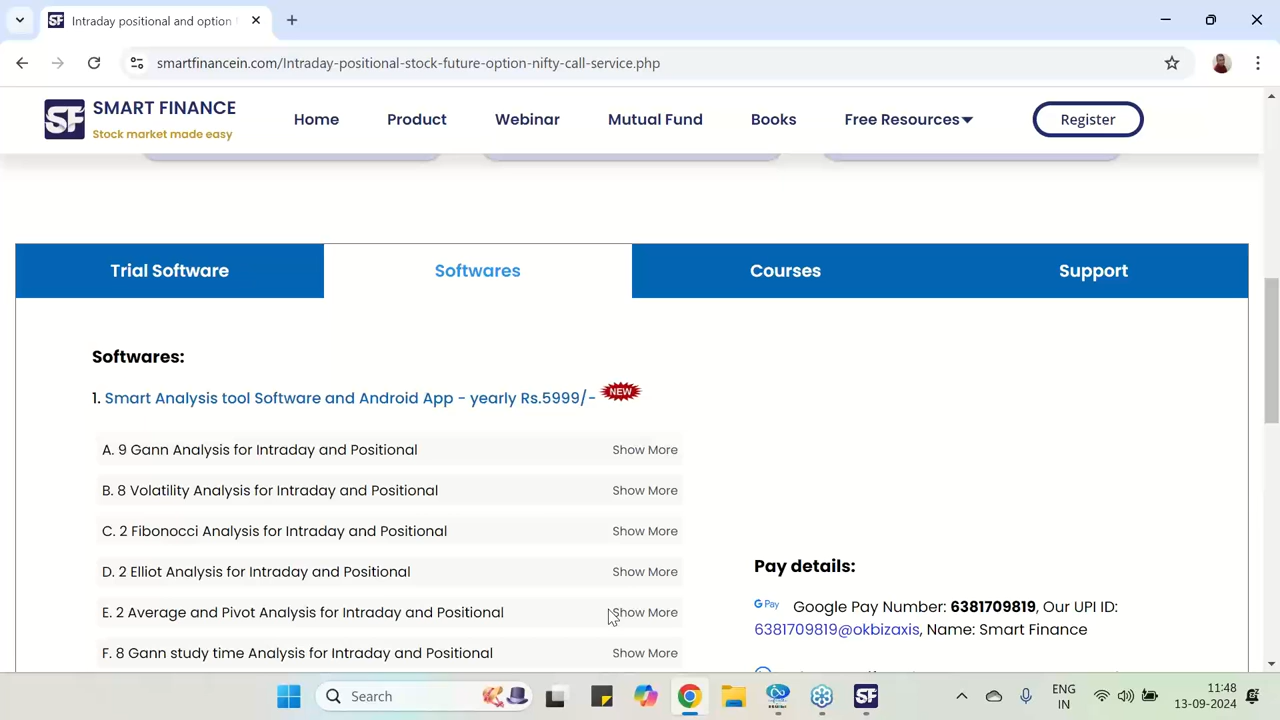 Intraday positional and option
smartfinancein.com/Intraday-positional-stock-future-option-nifty-call-service.php
SF SMART FINANCE
Stock market made easy
Home Product Webinar Mutual Fund Books Free Resources Register
Trial Software Softwares Courses Support
Softwares:
1. Smart Analysis tool Software and Android App - yearly Rs.5999/- NEW
A. 9 Gann Analysis for Intraday and Positional Show More
B. 8 Volatility Analysis for Intraday and Positional Show More
C. 2 Fibonocci Analysis for Intraday and Positional Show More
D. 2 Elliot Analysis for Intraday and Positional Show More
E. 2 Average and Pivot Analysis for Intraday and Positional Show More
F. 8 Gann study time Analysis for Intraday and Positional Show More
Pay details:
G Pay Google Pay Number: 6381709819, Our UPI ID:
6381709819@okbizaxis, Name: Smart Finance
Search
SF
ENG
IN
11:48
13-09-2024